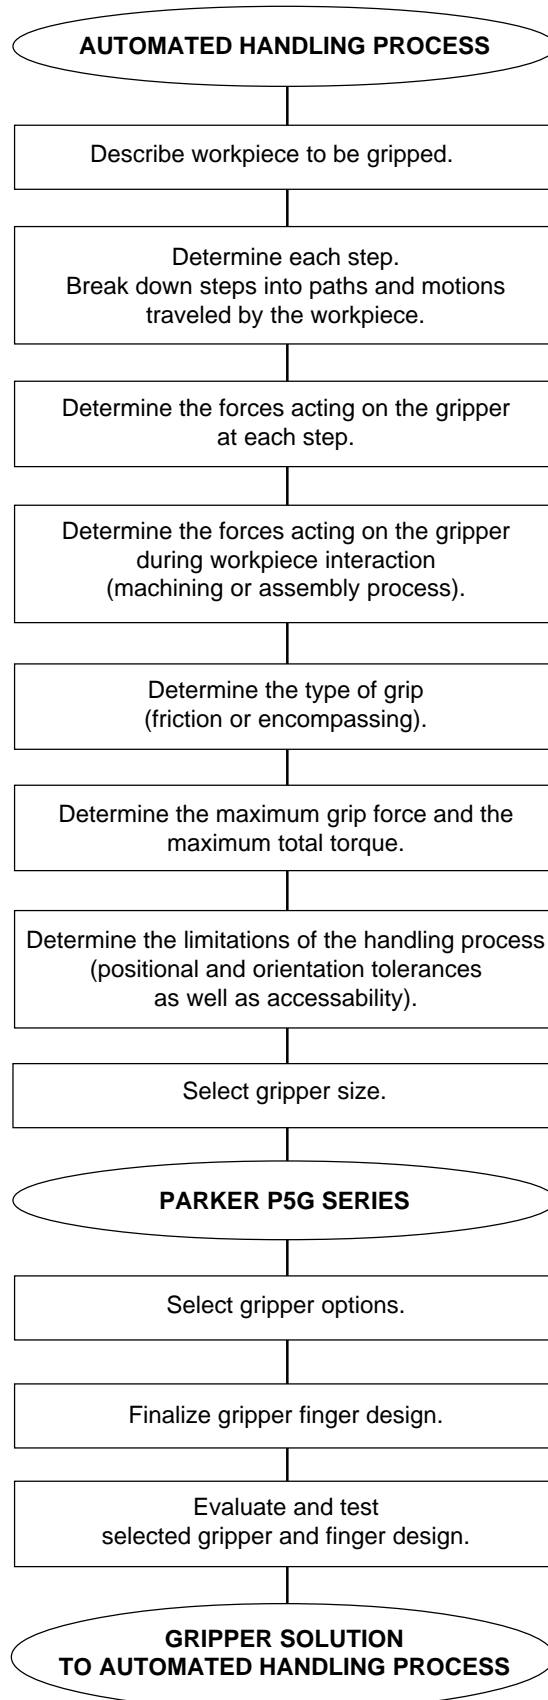 AUTOMATED HANDLING PROCESS
Describe workpiece to be gripped.
Determine each step.
Break down steps into paths and motions
traveled by the workpiece.
Determine the forces acting on the gripper
at each step.
Determine the forces acting on the gripper
during workpiece interaction
(machining or assembly process).
Determine the type of grip
(friction or encompassing).
Determine the maximum grip force and the
maximum total torque.
Determine the limitations of the handling process
(positional and orientation tolerances
as well as accessability).
Select gripper size.
PARKER P5G SERIES
Select gripper options.
Finalize gripper finger design.
Evaluate and test
selected gripper and finger design.
GRIPPER SOLUTION
TO AUTOMATED HANDLING PROCESS